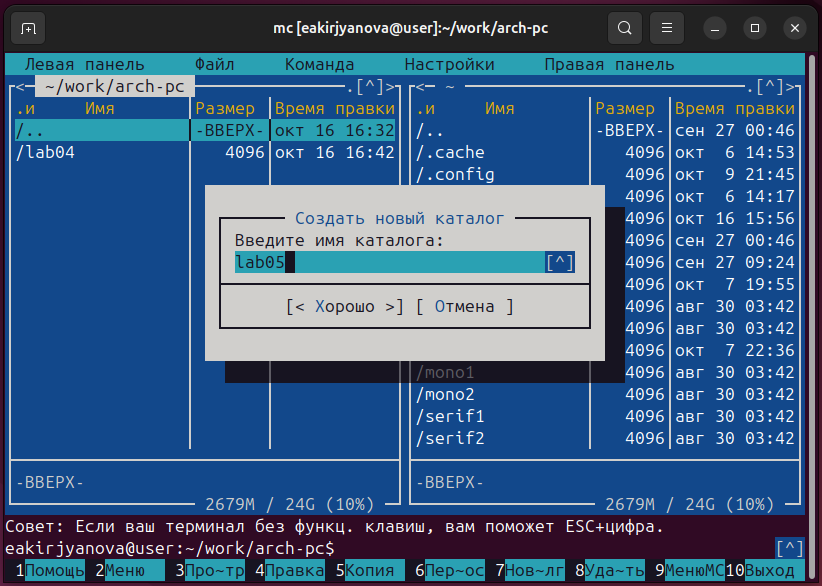 mc [eakirjyanova@user]:~/work/arch-pc
Левая панель Файл Команда Настройки Правая панель
<─ ~/work/arch-pc .[^]> <─ ~ .[^]>
.и Имя Размер Время правки .и Имя Размер Время правки
/.. -ВВЕРХ- окт 16 16:32 /.. -ВВЕРХ- сен 27 00:46
/lab04 4096 окт 16 16:42 /.cache 4096 окт 6 14:53
/.config 4096 окт 9 21:45
4096 окт 6 14:17
Создать новый каталог 4096 окт 16 15:56
Введите имя каталога: 4096 сен 27 00:46
lab05 [^] 4096 сен 27 09:24
4096 окт 7 19:55
[< Хорошо >] [ Отмена ] 4096 авг 30 03:42
4096 авг 30 03:42
4096 окт 7 22:36
/mono1 4096 авг 30 03:42
/mono2 4096 авг 30 03:42
/serif1 4096 авг 30 03:42
/serif2 4096 авг 30 03:42
-ВВЕРХ- -ВВЕРХ-
2679M / 24G (10%) 2679M / 24G (10%)
Совет: Если ваш терминал без функц. клавиш, вам поможет ESC+цифра.
eakirjyanova@user:~/work/arch-pc$ [^]
1Помощь 2Меню 3Про~тр 4Правка 5Копия 6Пер~ос 7Нов~лг 8Уда~ть 9МенюМС 10Выход